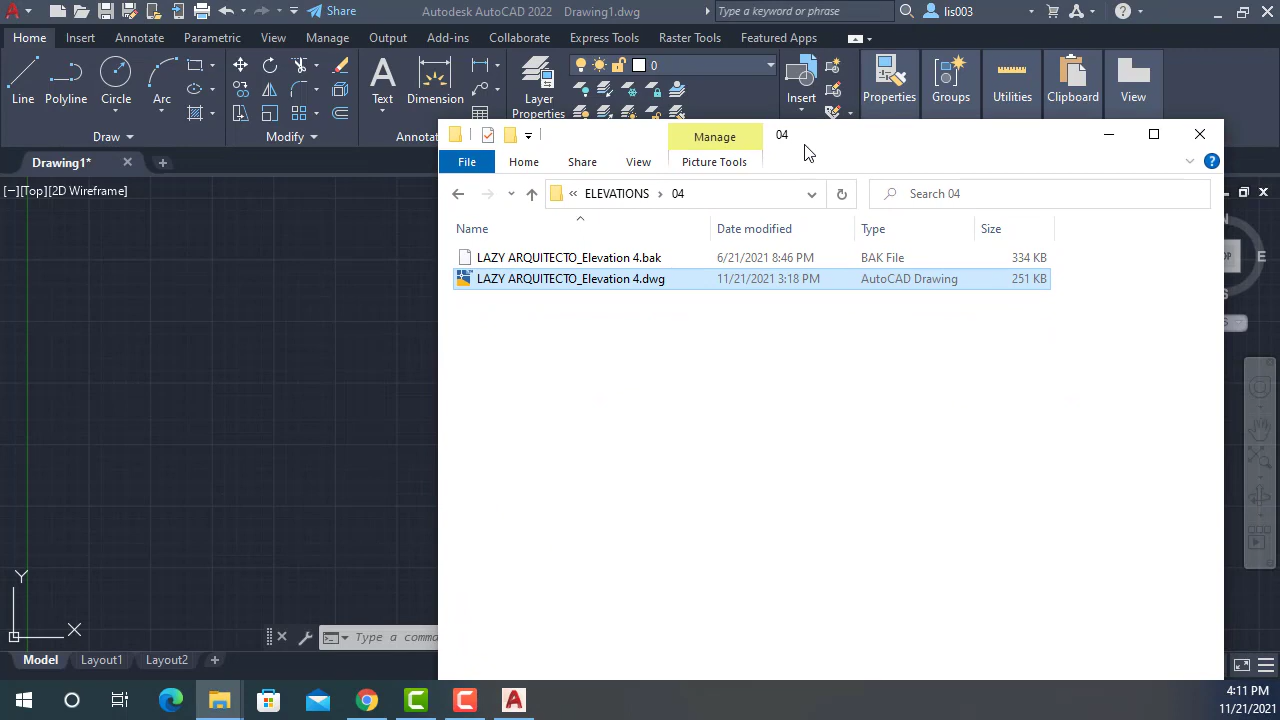 Share
Autodesk AutoCAD 2022 Drawing1.dwg
Type a keyword or phrase
lis003
Home Insert Annotate Parametric View Manage Output Add-ins Collaborate Express Tools Raster Tools Featured Apps
0
Line Polyline Circle Arc
Text Dimension
Layer
Properties
Insert
Properties Groups Utilities Clipboard View
Draw Modify
Drawing1*
[−][Top][2D Wireframe]
Manage 04
File Home Share View Picture Tools
« ELEVATIONS 04
Search 04
Name Date modified Type Size
LAZY ARQUITECTO_Elevation 4.bak 6/21/2021 8:46 PM BAK File 334 KB
LAZY ARQUITECTO_Elevation 4.dwg 11/21/2021 3:18 PM AutoCAD Drawing 251 KB
E
S
Y
X
Type a comma
Model Layout1 Layout2
4:11 PM
11/21/2021